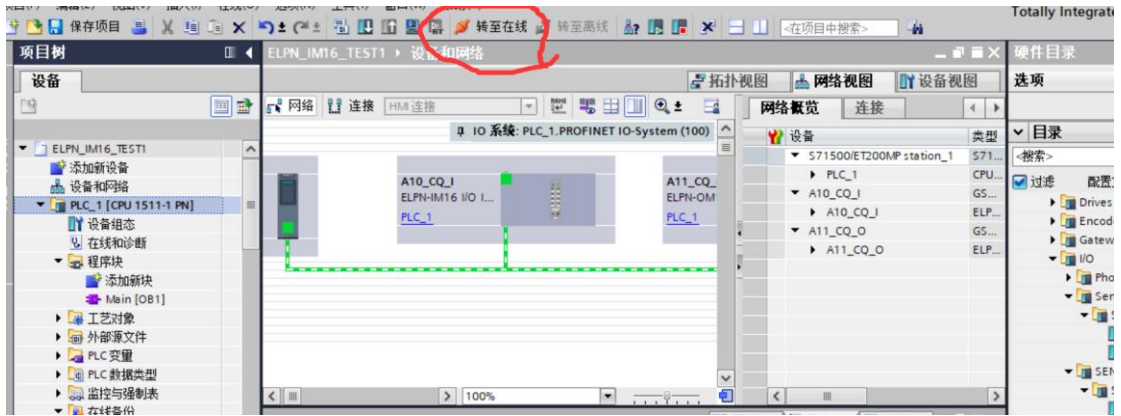 Totally Integrate
保存项目
转至在线
转至离线
<在项目中搜索>
项目树
ELPN_IM16_TEST1 ▸ 设备和网络
硬件目录
设备
拓扑视图
网络视图
设备视图
选项
网络
连接
HMI 连接
网络概览
连接
IO 系统: PLC_1.PROFINET IO-System (100)
设备
类型
目录
<搜索>
过滤
Drives
I/O
ELPN_IM16_TEST1
添加新设备
设备和网络
PLC_1 [CPU 1511-1 PN]
设备组态
在线和诊断
程序块
添加新块
Main [OB1]
工艺对象
外部源文件
PLC 变量
PLC 数据类型
监控与强制表
在线备份
A10_CQ_I
ELPN-IM16 I/O I...
PLC_1
A11_CQ_
ELPN-OM
PLC_1
S71500/ET200MP station_1
S71...
PLC_1
CPU...
A10_CQ_I
GS...
A10_CQ_I
ELP...
A11_CQ_O
GS...
A11_CQ_O
ELP...
100%